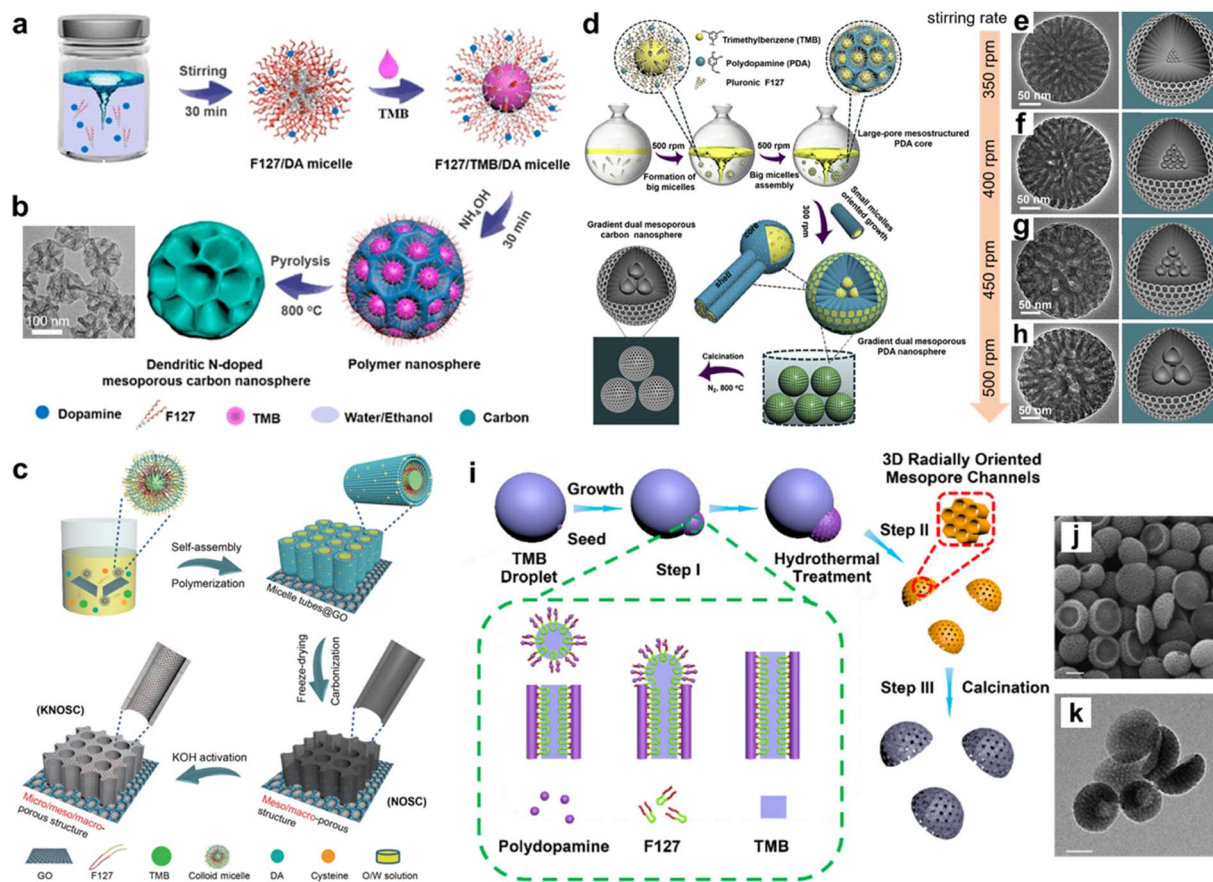 a
Stirring
30 min
TMB
F127/DA micelle
F127/TMB/DA micelle
NH4OH
30 min
b
100 nm
Pyrolysis
800 ºC
Dendritic N-doped
mesoporous carbon nanosphere
Polymer nanosphere
Dopamine
F127
TMB
Water/Ethanol
Carbon
c
Self-assembly
Polymerization
Micelle tubes@GO
Freeze-drying
Carbonization
(KNOSC)
KOH activation
(NOSC)
Micro/meso/macro-
porous structure
Meso/macro-porous
structure
GO
F127
TMB
Colloid micelle
DA
Cysteine
O/W solution
d
Trimethylbenzene (TMB)
Polydopamine (PDA)
Pluronic F127
Large-pore mesostructured
PDA core
500 rpm
Formation of
big micelles
500 rpm
Big micelles
assembly
Small micelles
oriented growth
300 rpm
Gradient dual mesoporous
carbon nanosphere
core
shell
Gradient dual mesoporous
PDA nanosphere
Calcination
N2, 800 ºC
stirring rate
350 rpm
400 rpm
450 rpm
500 rpm
e
50 nm
f
50 nm
g
50 nm
h
50 nm
i
Growth
Seed
TMB
Droplet
Step I
Hydrothermal
Treatment
Step II
3D Radially Oriented
Mesopore Channels
Step III
Calcination
Polydopamine
F127
TMB
j
k